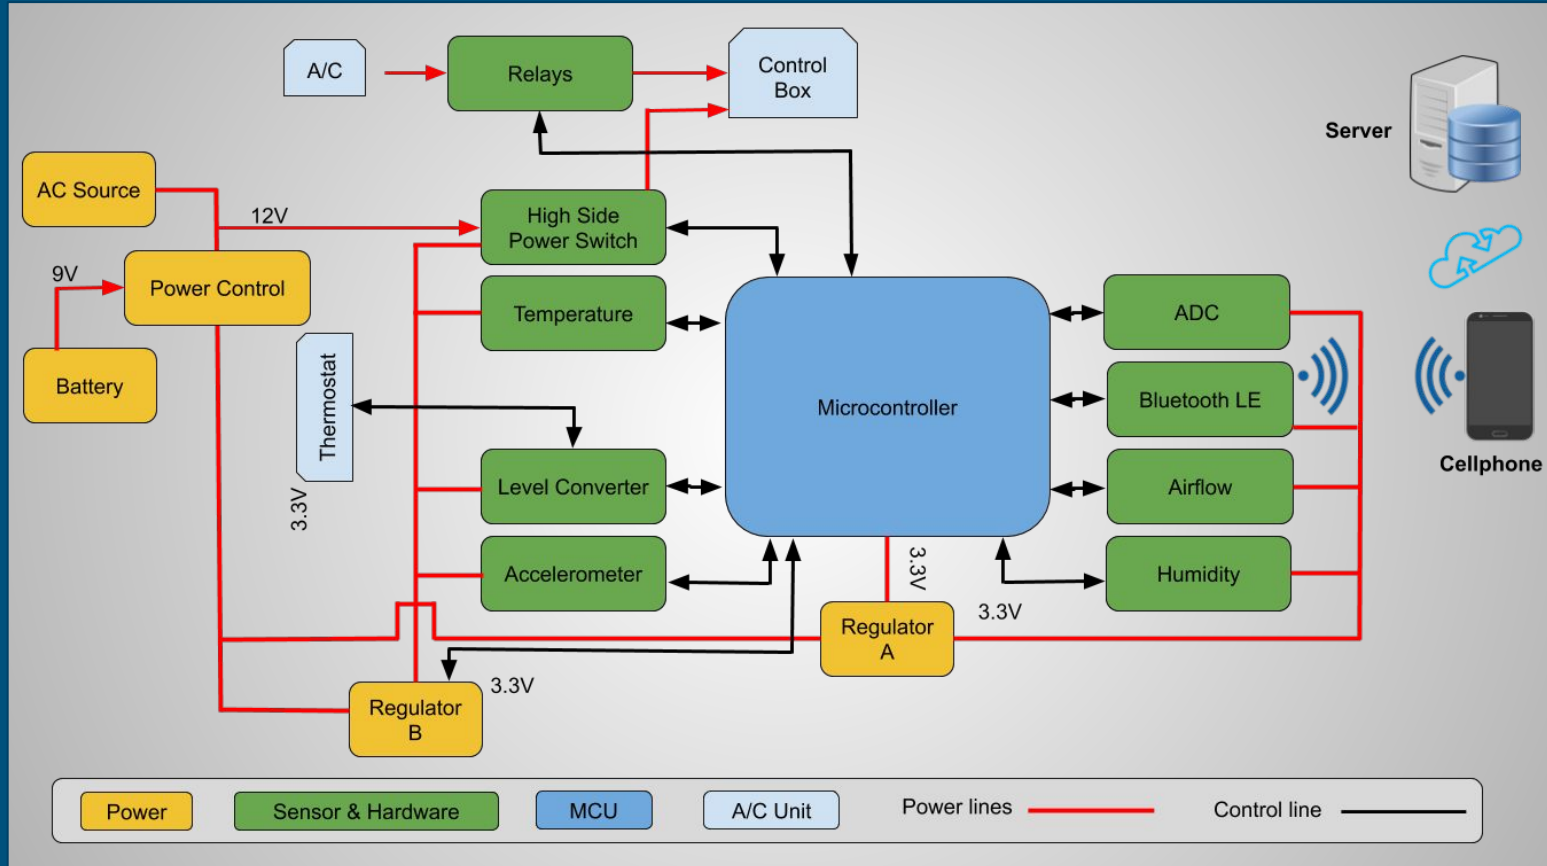 A/C
Relays
Control
Box
Server
AC Source
12V
High Side
Power Switch
9V
Power Control
Temperature
ADC
Battery
Thermostat
3.3V
Microcontroller
Bluetooth LE
Cellphone
Level Converter
Airflow
Accelerometer
3.3V
Humidity
3.3V
Regulator
A
3.3V
Regulator
B
Power
Sensor & Hardware
MCU
A/C Unit
Power lines
Control line